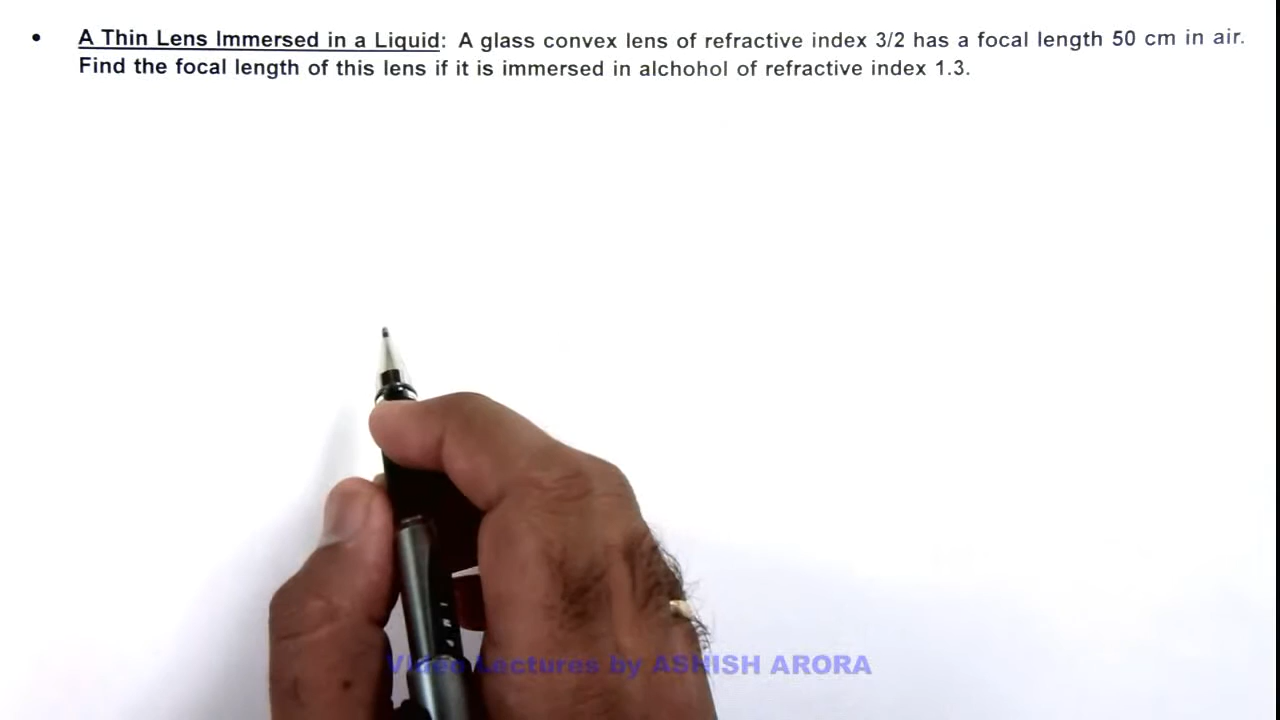 • A Thin Lens Immersed in a Liquid: A glass convex lens of refractive index 3/2 has a focal length 50 cm in air.
Find the focal length of this lens if it is immersed in alchohol of refractive index 1.3.
Video Lectures by ASHISH ARORA